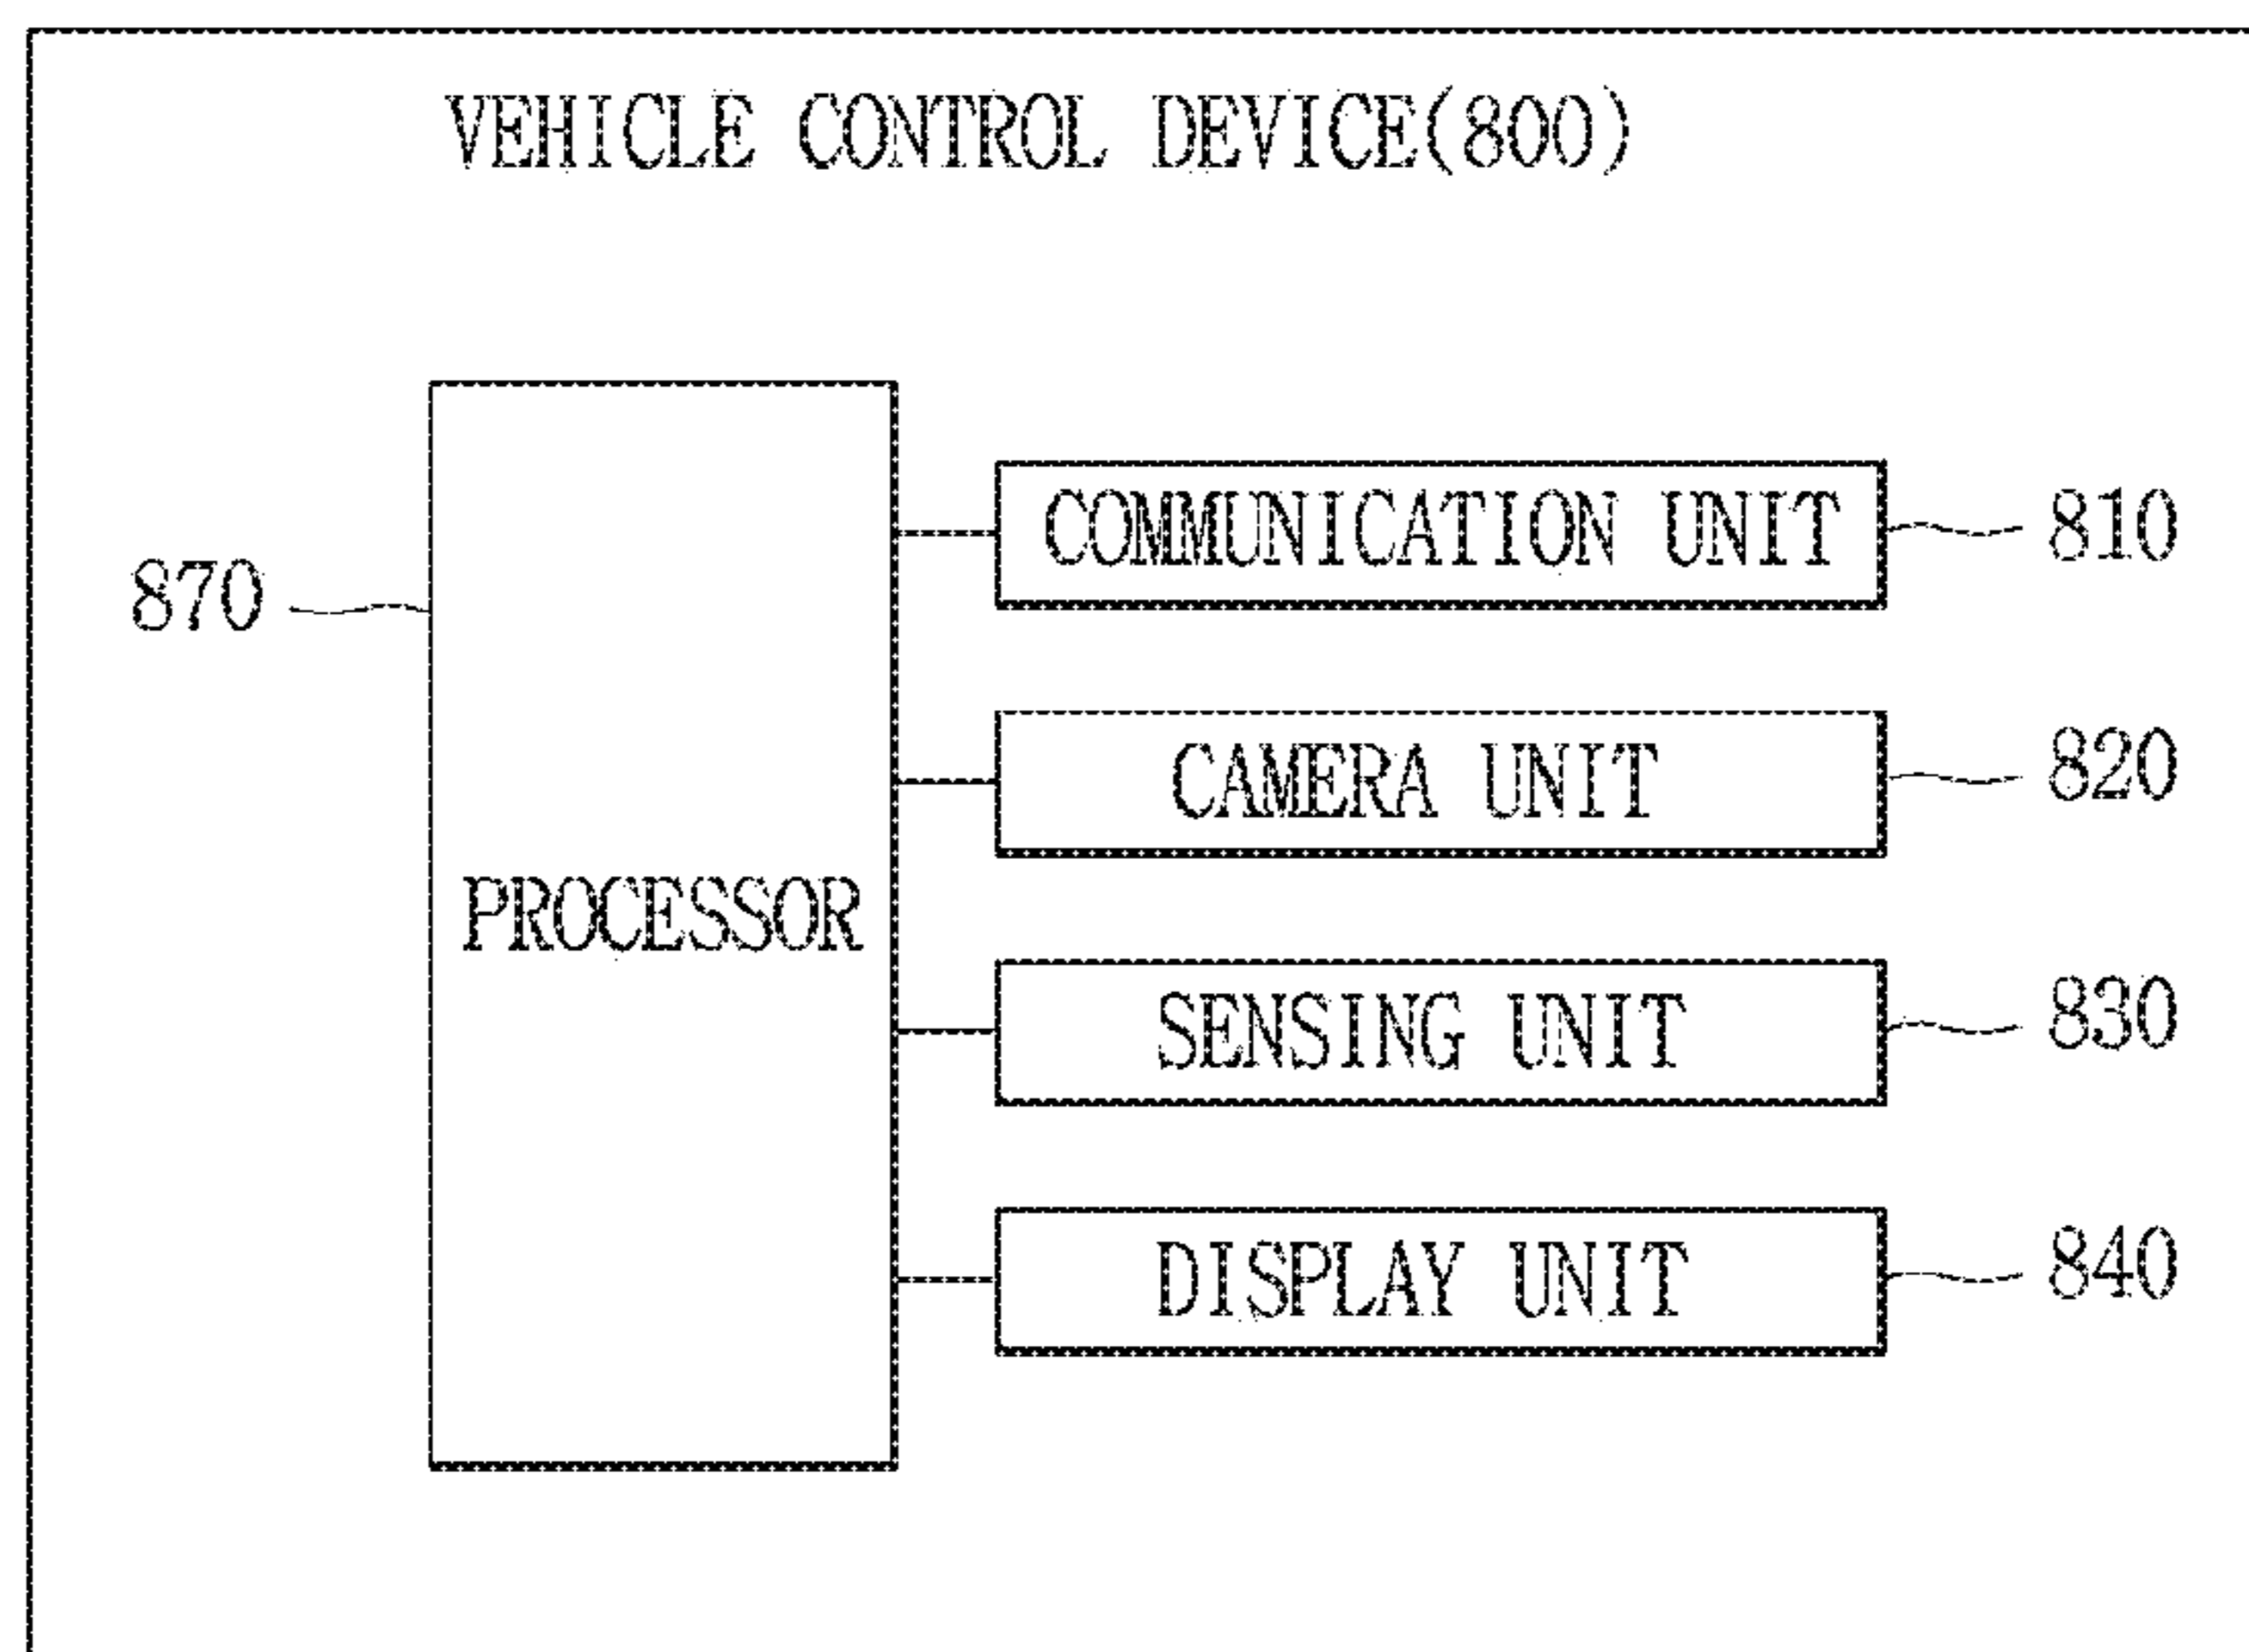 VEHICLE CONTROL DEVICE(800)
COMMUNICATION UNIT 810
870
CAMERA UNIT 820
PROCESSOR
SENSING UNIT 830
DISPLAY UNIT 840